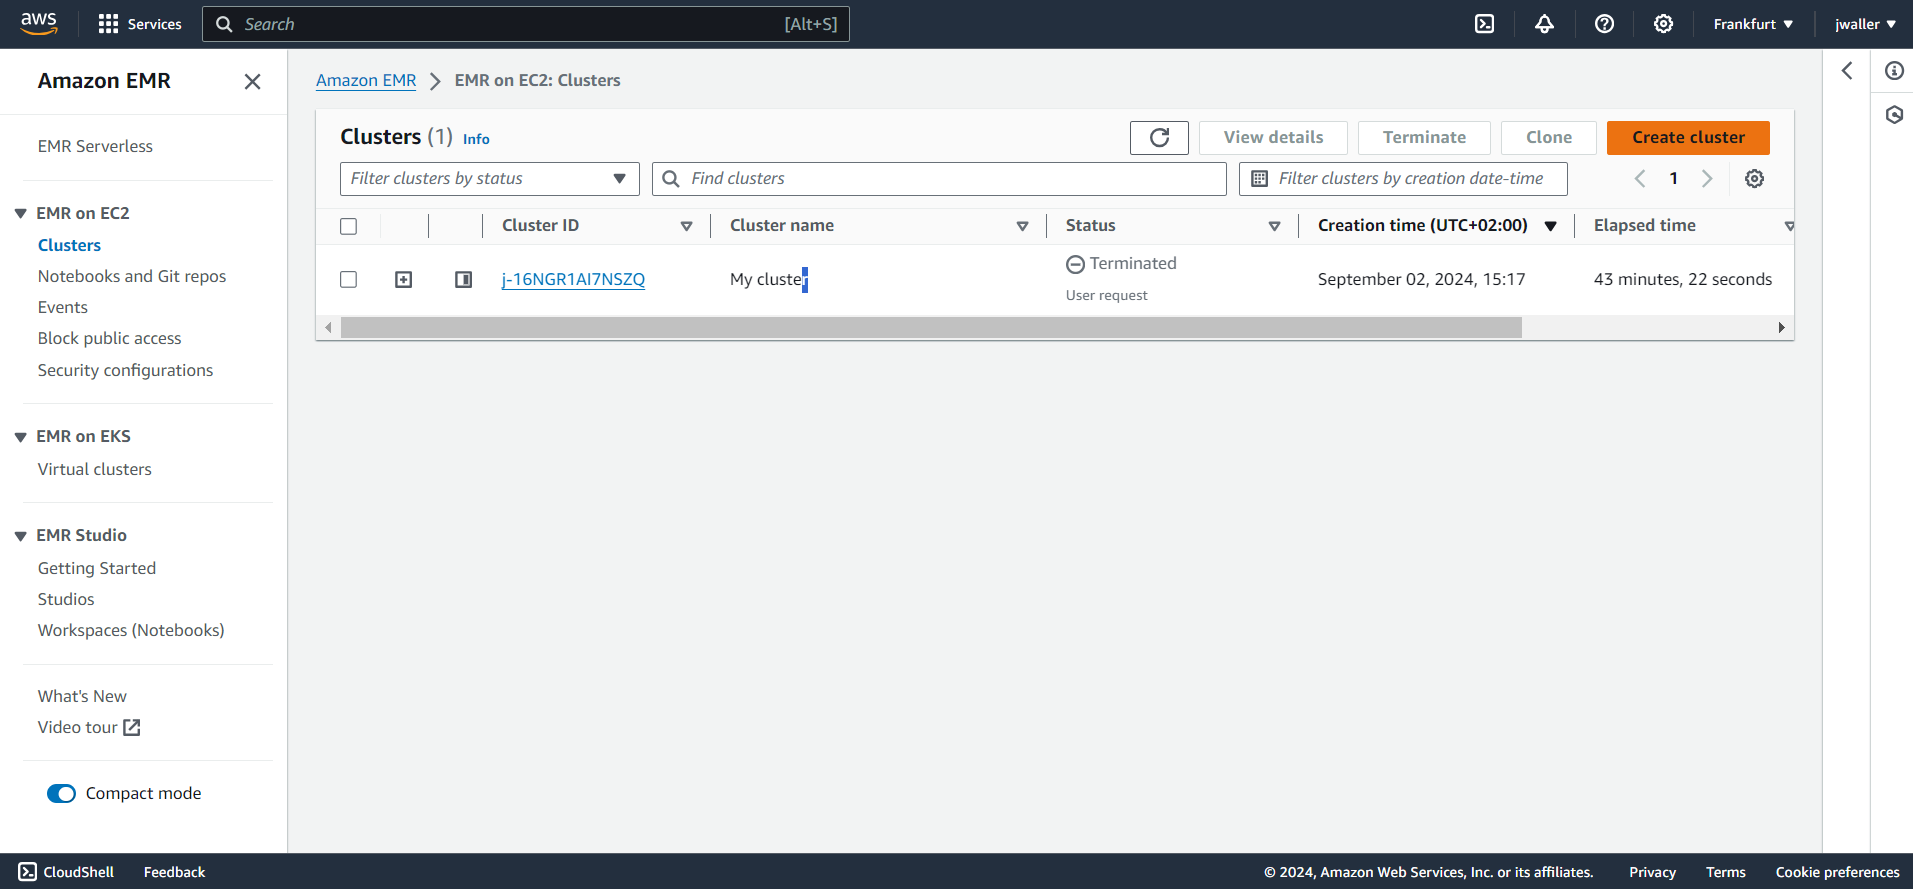 aws
Services
Search [Alt+S]
Frankfurt
jwaller
Amazon EMR
EMR Serverless
EMR on EC2
Clusters
Notebooks and Git repos
Events
Block public access
Security configurations
EMR on EKS
Virtual clusters
EMR Studio
Getting Started
Studios
Workspaces (Notebooks)
What's New
Video tour
Compact mode
Amazon EMR EMR on EC2: Clusters
Clusters (1) Info
View details Terminate Clone Create cluster
Filter clusters by status Find clusters Filter clusters by creation date-time 1
Cluster ID Cluster name Status Creation time (UTC+02:00) Elapsed time
j-16NGR1AI7NSZQ My cluster Terminated September 02, 2024, 15:17 43 minutes, 22 seconds
User request
CloudShell Feedback © 2024, Amazon Web Services, Inc. or its affiliates. Privacy Terms Cookie preferences